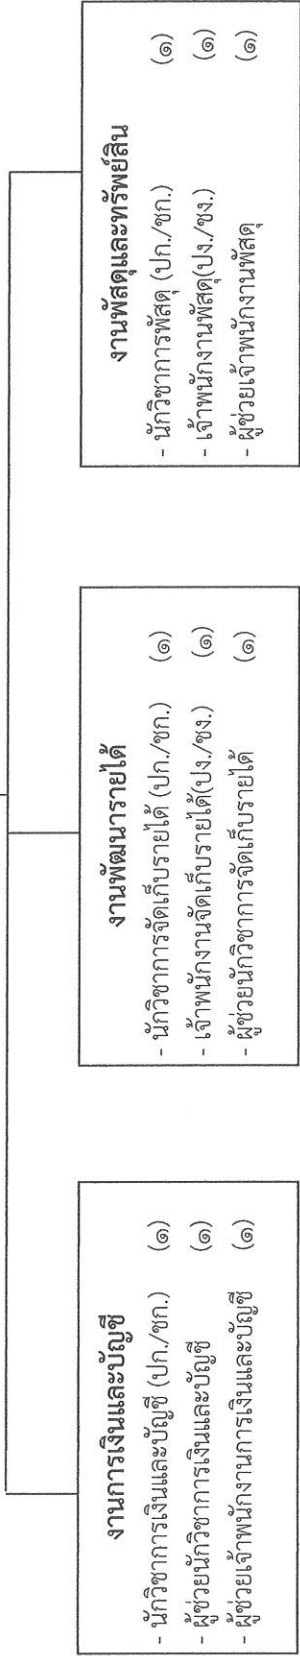 งานการเงินและบัญชี
- นักวิชาการเงินและบัญชี (ปก./ชก.) (๑)
- ผู้ช่วยนักวิชาการเงินและบัญชี (๑)
- ผู้ช่วยเจ้าพนักงานการเงินและบัญชี (๑)
งานพัฒนารายได้
- นักวิชาการจัดเก็บรายได้ (ปก./ชก.) (๑)
- เจ้าพนักงานจัดเก็บรายได้(ปง./ชง.) (๑)
- ผู้ช่วยนักวิชาการจัดเก็บรายได้ (๑)
งานพัสดุและทรัพย์สิน
- นักวิชาการพัสดุ (ปก./ชก.) (๑)
- เจ้าพนักงานพัสดุ(ปง./ชง.) (๑)
- ผู้ช่วยเจ้าพนักงานพัสดุ (๑)